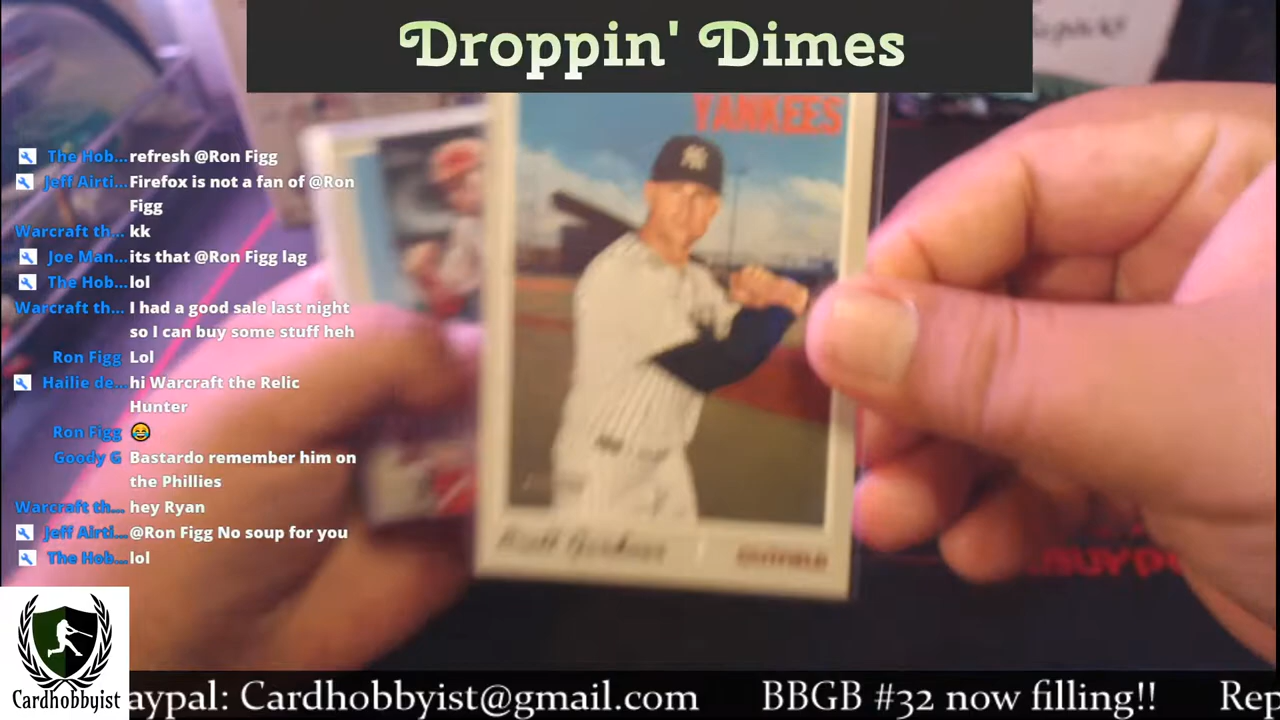 Droppin' Dimes
YANKEES
The Hob... refresh @Ron Figg
Jeff Airti... Firefox is not a fan of @Ron
Figg
Warcraft th... kk
Joe Man... its that @Ron Figg lag
The Hob... lol
Warcraft th... I had a good sale last night
so I can buy some stuff heh
Ron Figg Lol
Hailie de... hi Warcraft the Relic
Hunter
Ron Figg 😂
Goody G Bastardo remember him on
the Phillies
Warcraft th... hey Ryan
Jeff Airti... @Ron Figg No soup for you
The Hob... lol
Brett Gardner OUTFIELD
Cardhobbyist
aypal: Cardhobbyist@gmail.com BBGB #32 now filling!! Rep